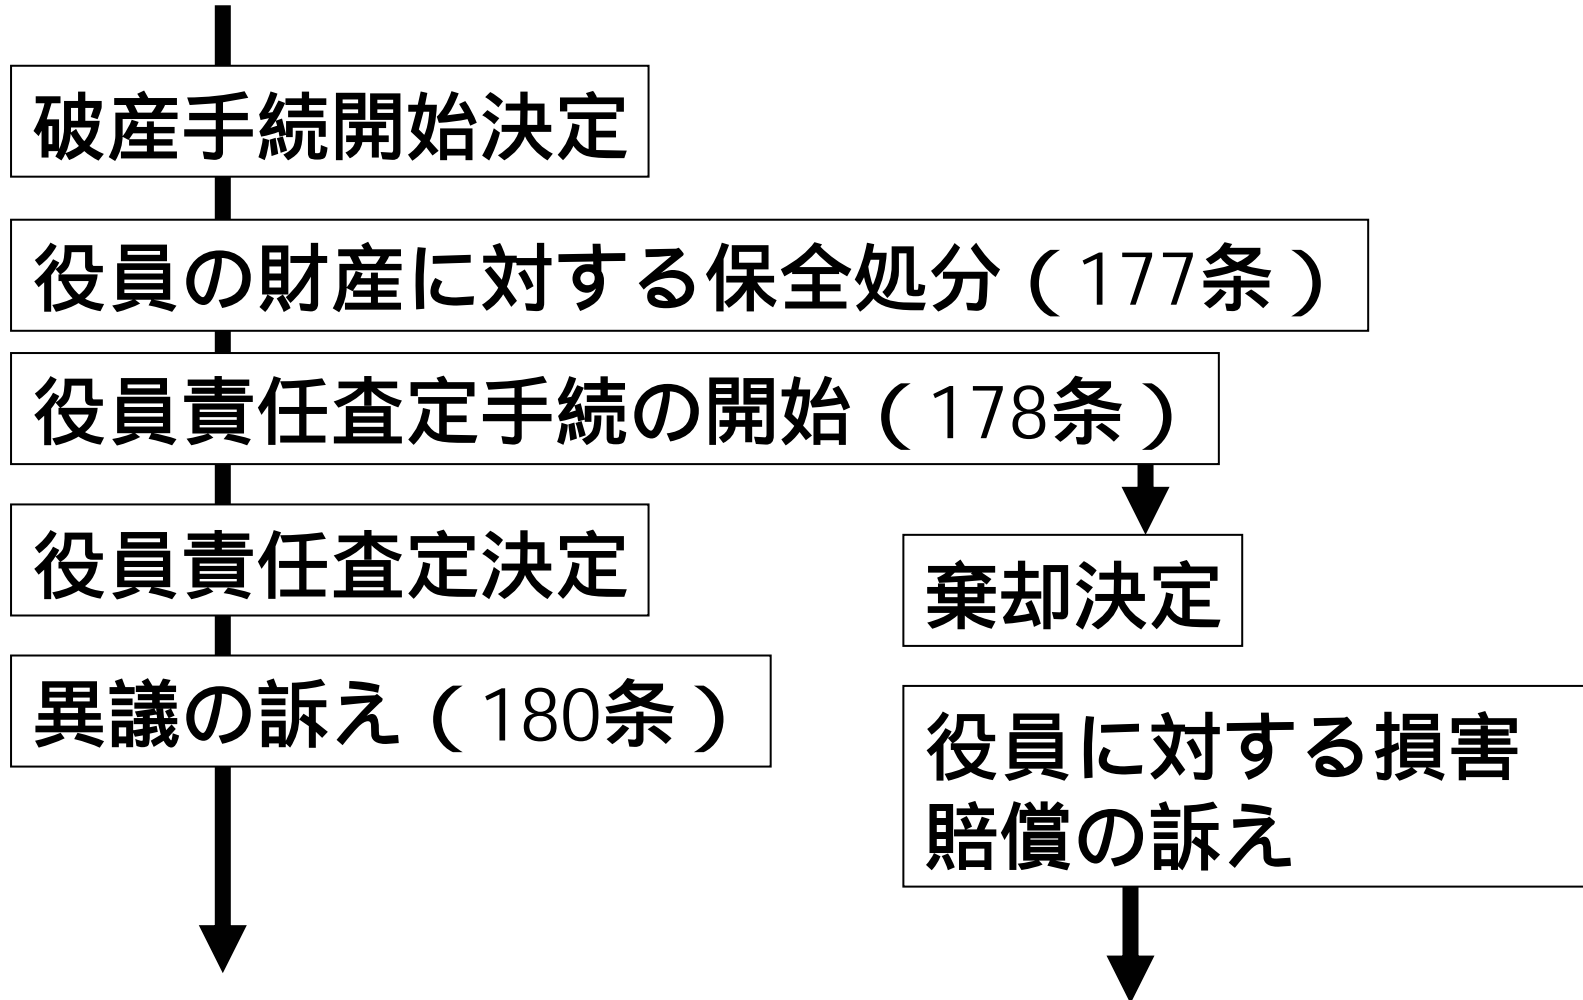 破産手続開始決定
役員の財産に対する保全処分(177条)
役員責任査定手続の開始(178条)
役員責任査定決定
棄却決定
異議の訴え(180条)
役員に対する損害
賠償の訴え